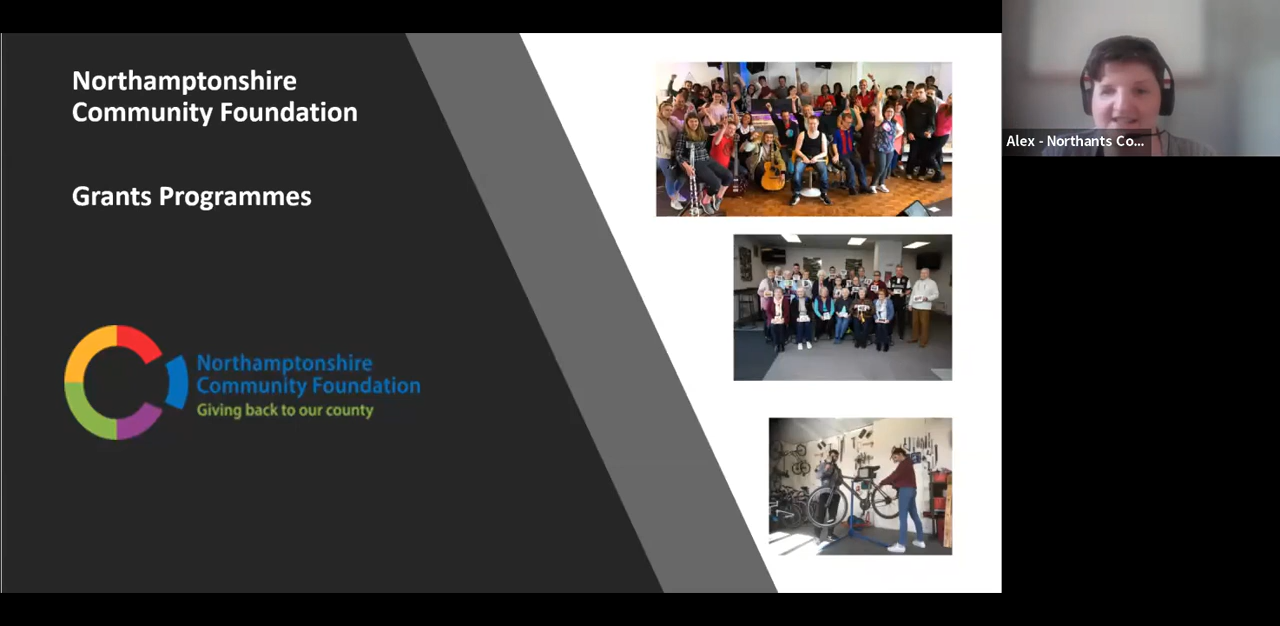 Northamptonshire
Community Foundation
Grants Programmes
Northamptonshire
Community Foundation
Giving back to our county
Alex - Northants Co...